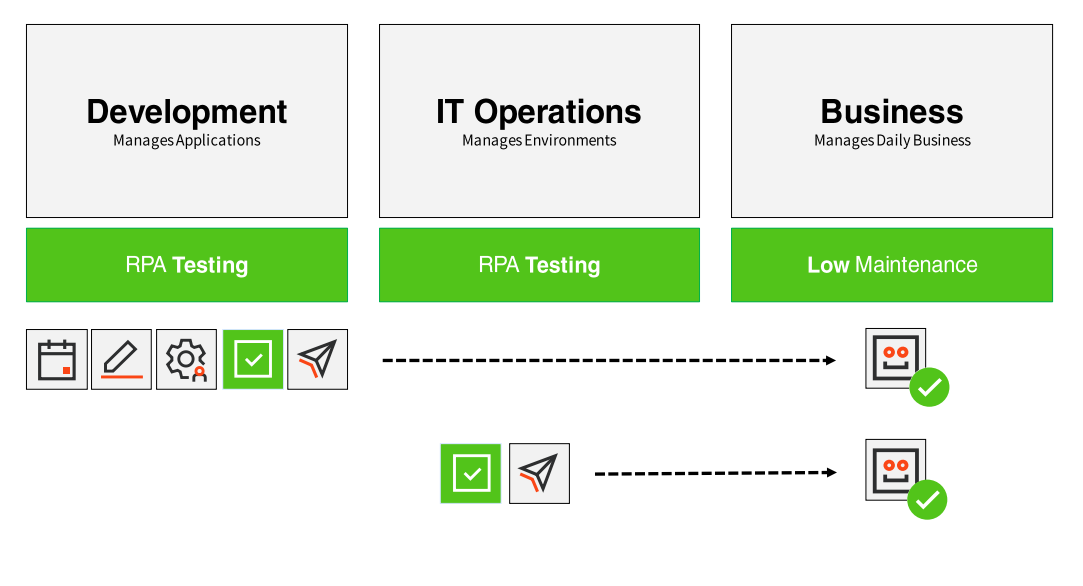 Development
Manages Applications
IT Operations
Manages Environments
Business
Manages Daily Business
RPA Testing
RPA Testing
Low Maintenance